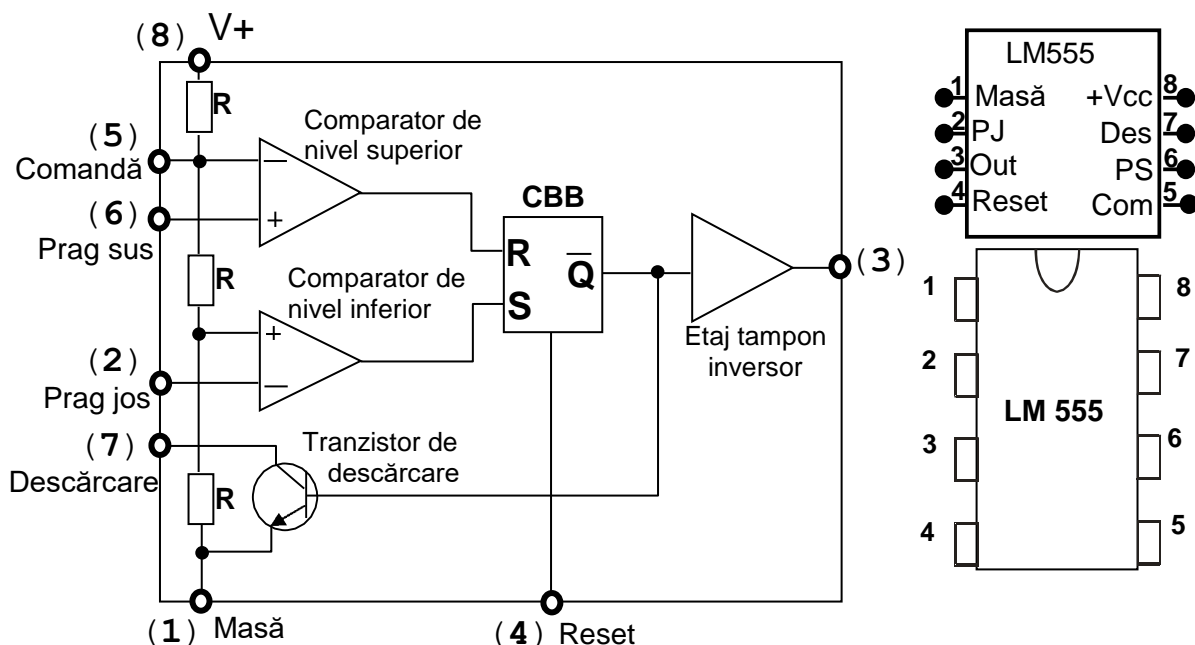 (8) V+
R
(5)
Comandă
(6)
Prag sus
Comparator de
nivel superior
R
Comparator de
nivel inferior
CBB
R
S
Q̅
(3)
Etaj tampon
inversor
(2)
Prag jos
(7)
Descărcare
R
Tranzistor de
descărcare
(1) Masă
(4) Reset
LM555
1 Masă +Vcc 8
2 PJ Des 7
3 Out PS 6
4 Reset Com 5
1 8
2 7
LM 555
3 6
4 5